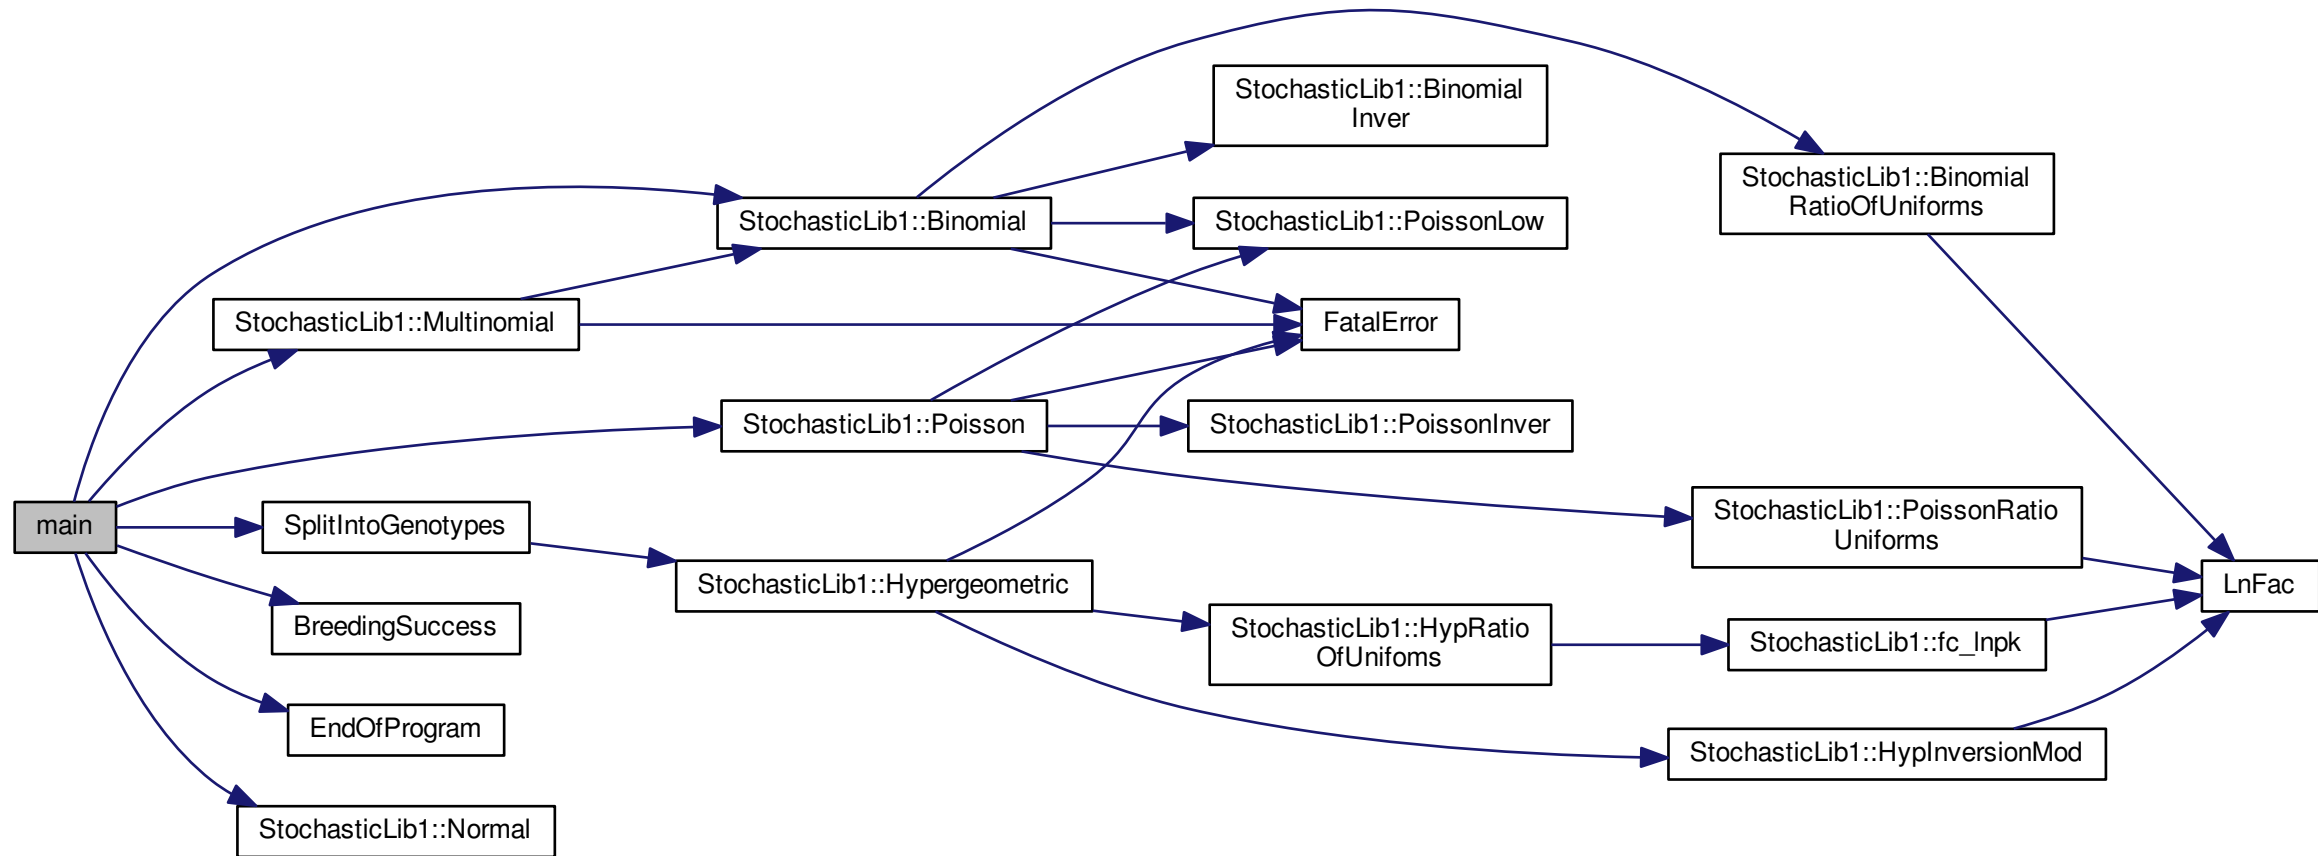 StochasticLib1::Binomial
Inver
StochasticLib1::Binomial
RatioOfUniforms
StochasticLib1::Binomial
StochasticLib1::PoissonLow
StochasticLib1::Multinomial
FatalError
StochasticLib1::Poisson
StochasticLib1::PoissonInver
main
SplitIntoGenotypes
StochasticLib1::PoissonRatio
Uniforms
StochasticLib1::Hypergeometric
LnFac
BreedingSuccess
StochasticLib1::HypRatio
OfUnifoms
StochasticLib1::fc_lnpk
EndOfProgram
StochasticLib1::HypInversionMod
StochasticLib1::Normal